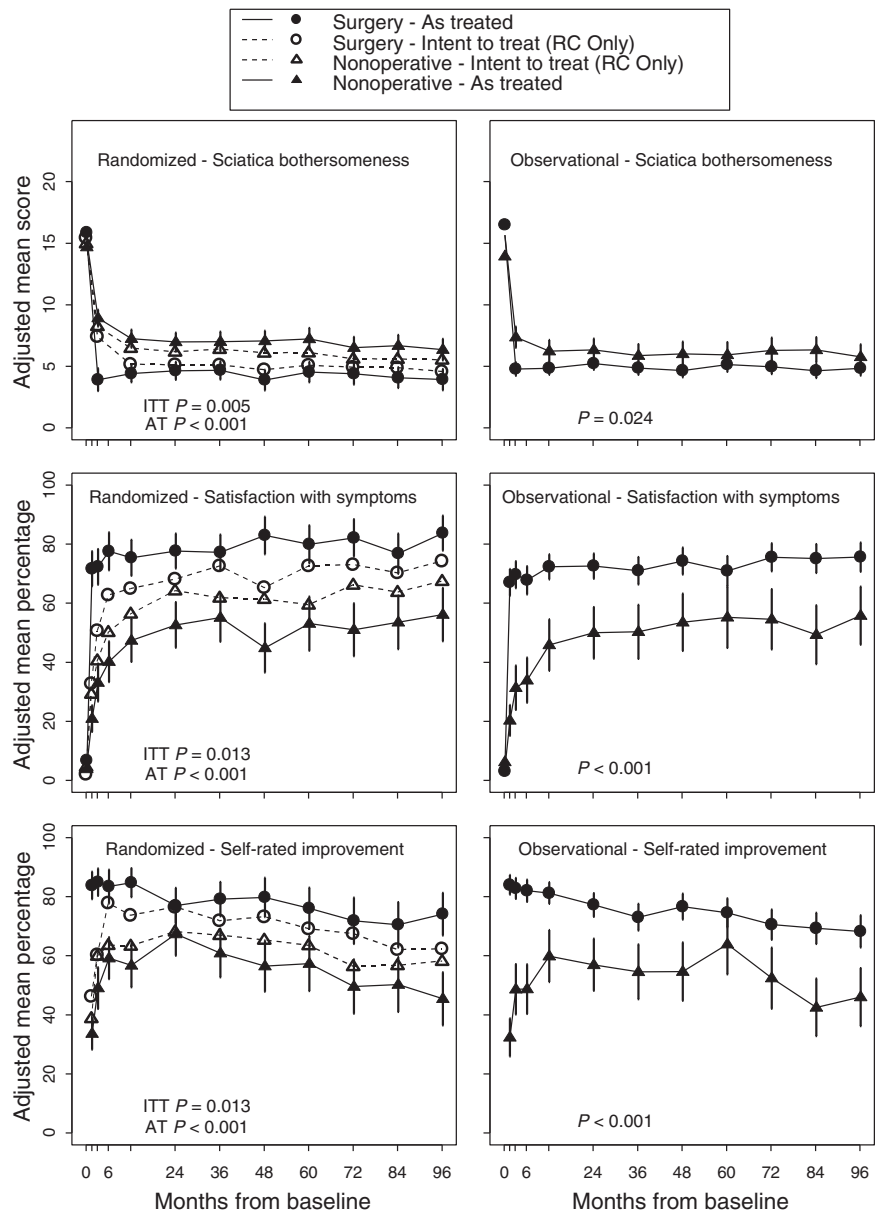 Surgery - As treated
Surgery - Intent to treat (RC Only)
Nonoperative - Intent to treat (RC Only)
Nonoperative - As treated
Randomized - Sciatica bothersomeness
Adjusted mean score
20
15
10
5
0
ITT P = 0.005
AT P < 0.001
Observational - Sciatica bothersomeness
P = 0.024
Randomized - Satisfaction with symptoms
Adjusted mean percentage
100
80
60
40
20
0
ITT P = 0.013
AT P < 0.001
Observational - Satisfaction with symptoms
P < 0.001
Randomized - Self-rated improvement
Adjusted mean percentage
100
80
60
40
20
0
ITT P = 0.013
AT P < 0.001
0 6 24 36 48 60 72 84 96
Months from baseline
Observational - Self-rated improvement
P < 0.001
0 6 12 24 36 48 60 72 84 96
Months from baseline